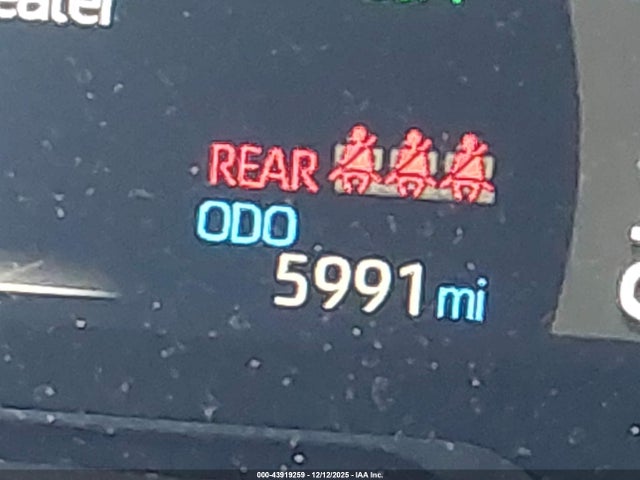 REAR
ODO
5991 mi
000-43919259 - 12/12/2025 - IAA Inc.